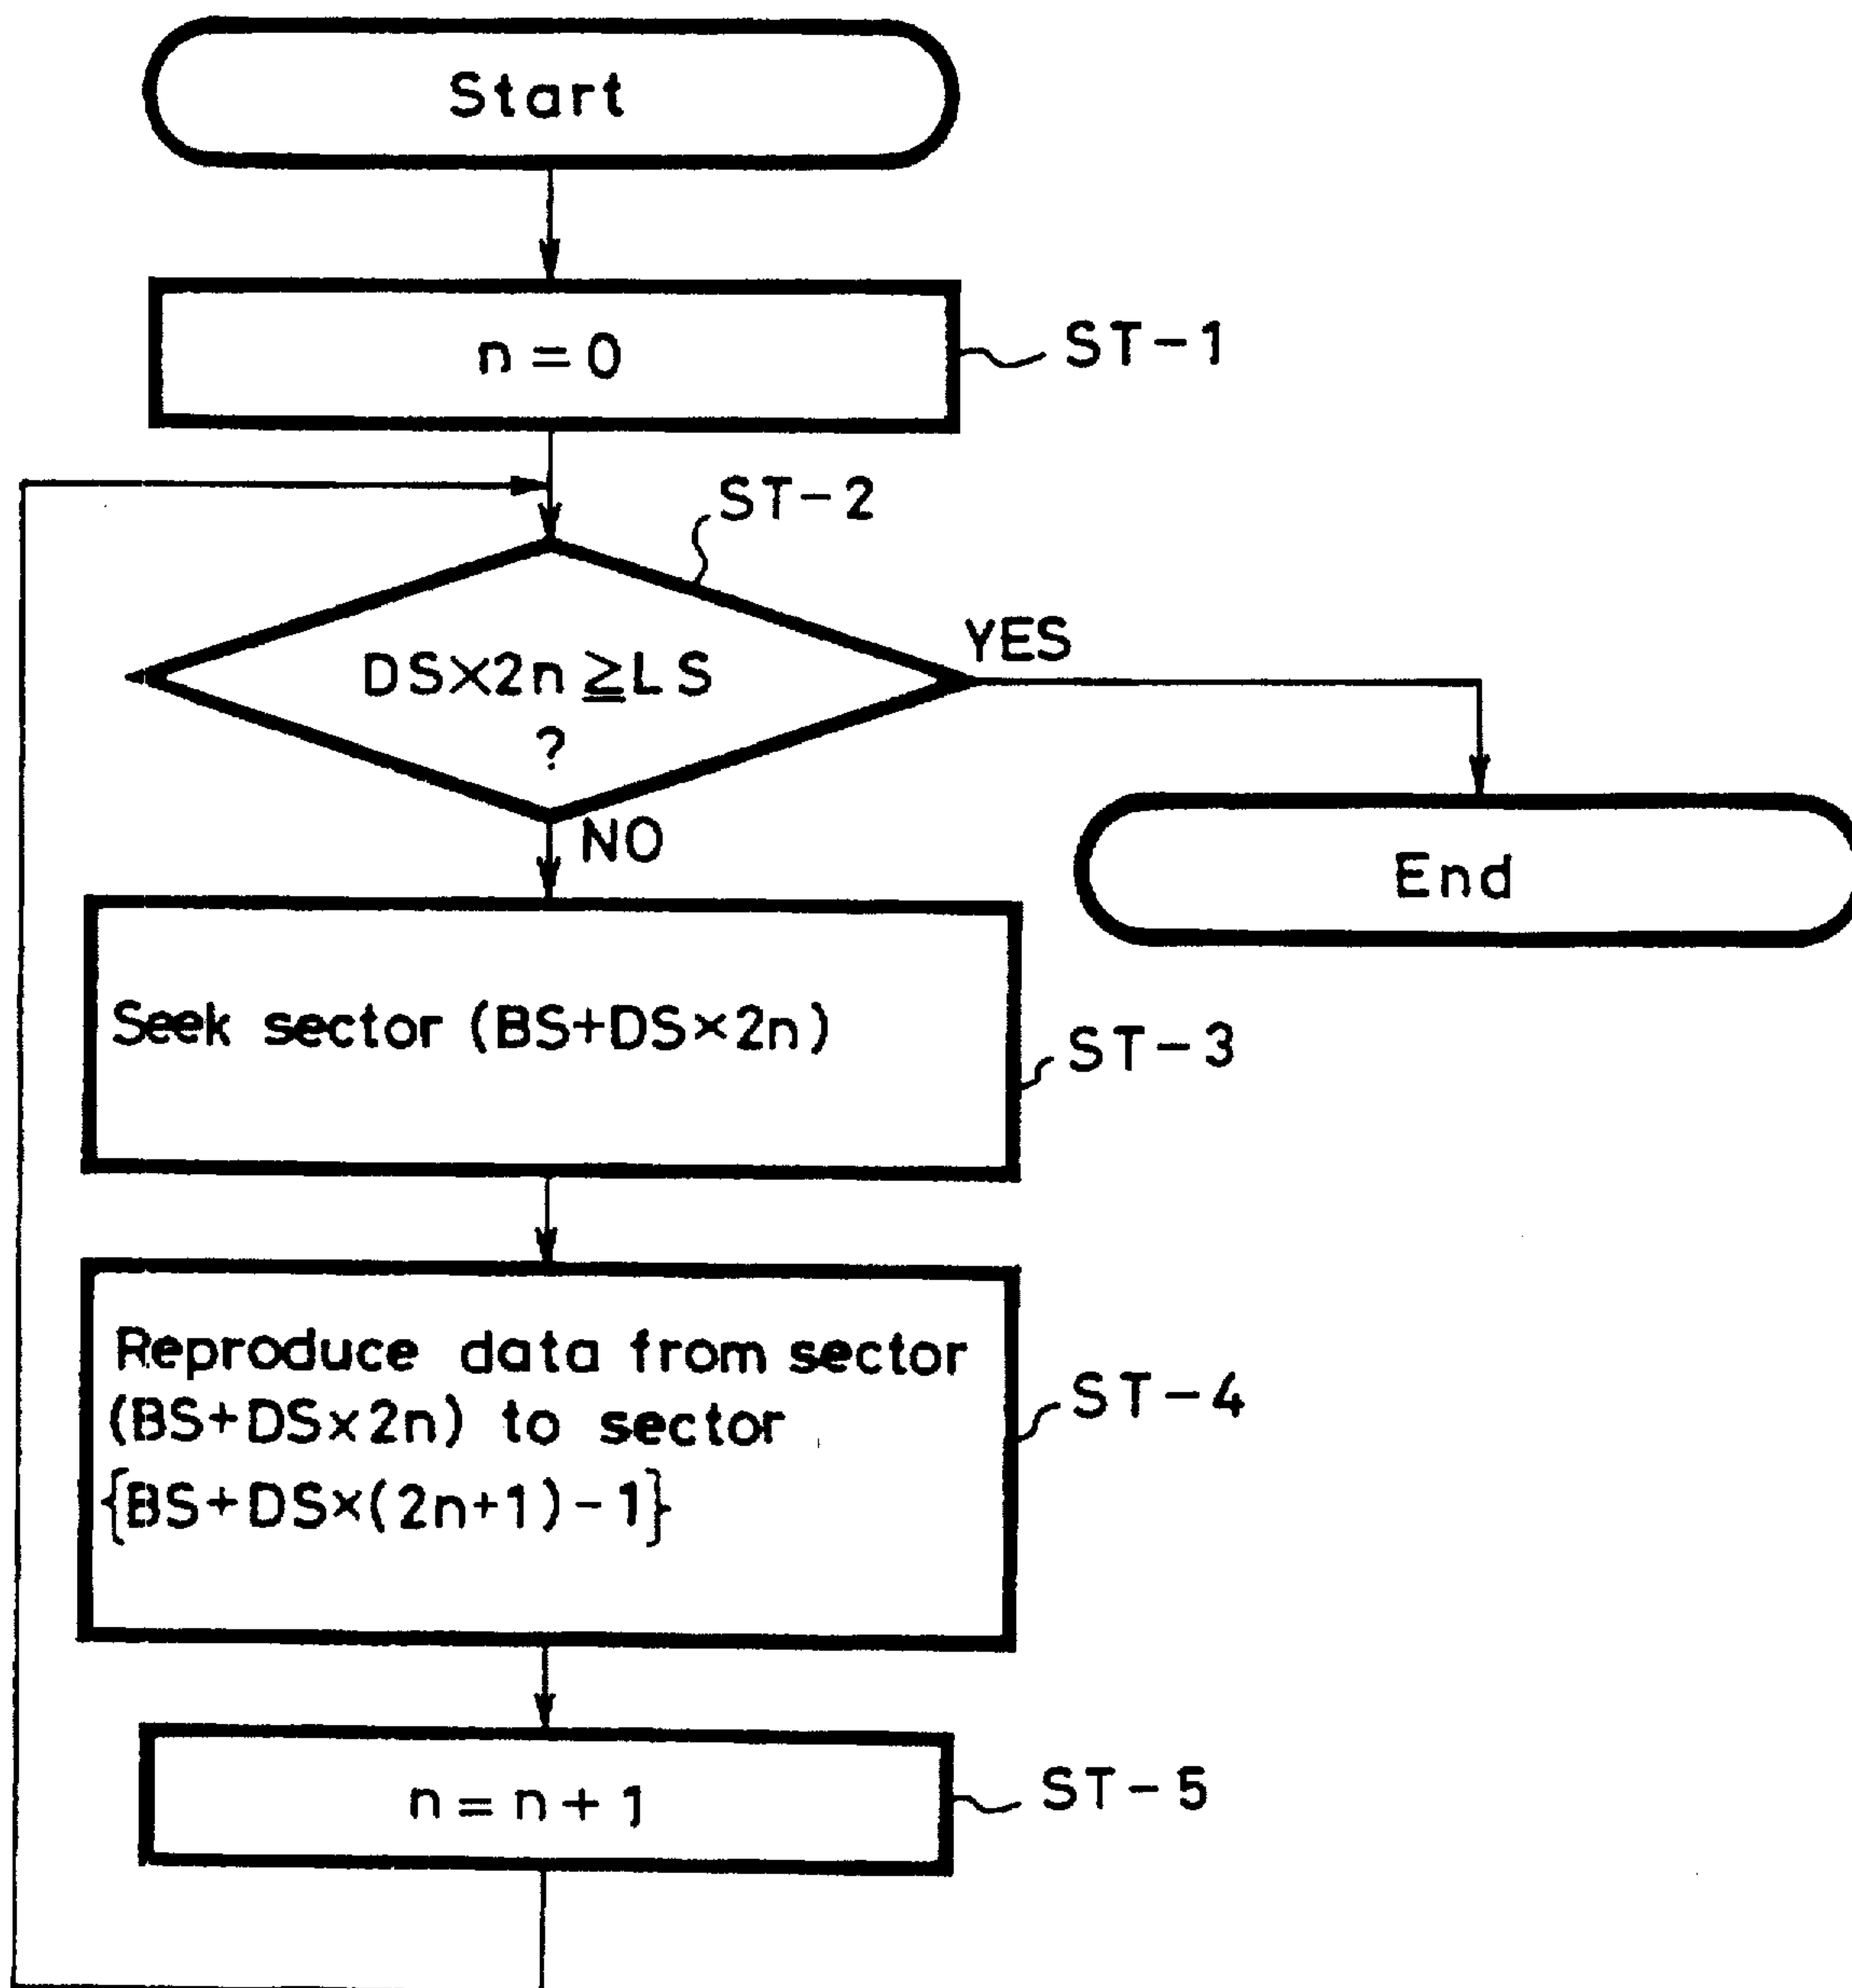 Start
n=0
ST-1
ST-2
DS×2n≧LS
?
YES
NO
End
Seek sector (BS+DS×2n)
ST-3
Reproduce data from sector
(BS+DS×2n) to sector
{BS+DS×(2n+1)-1}
ST-4
n=n+1
ST-5